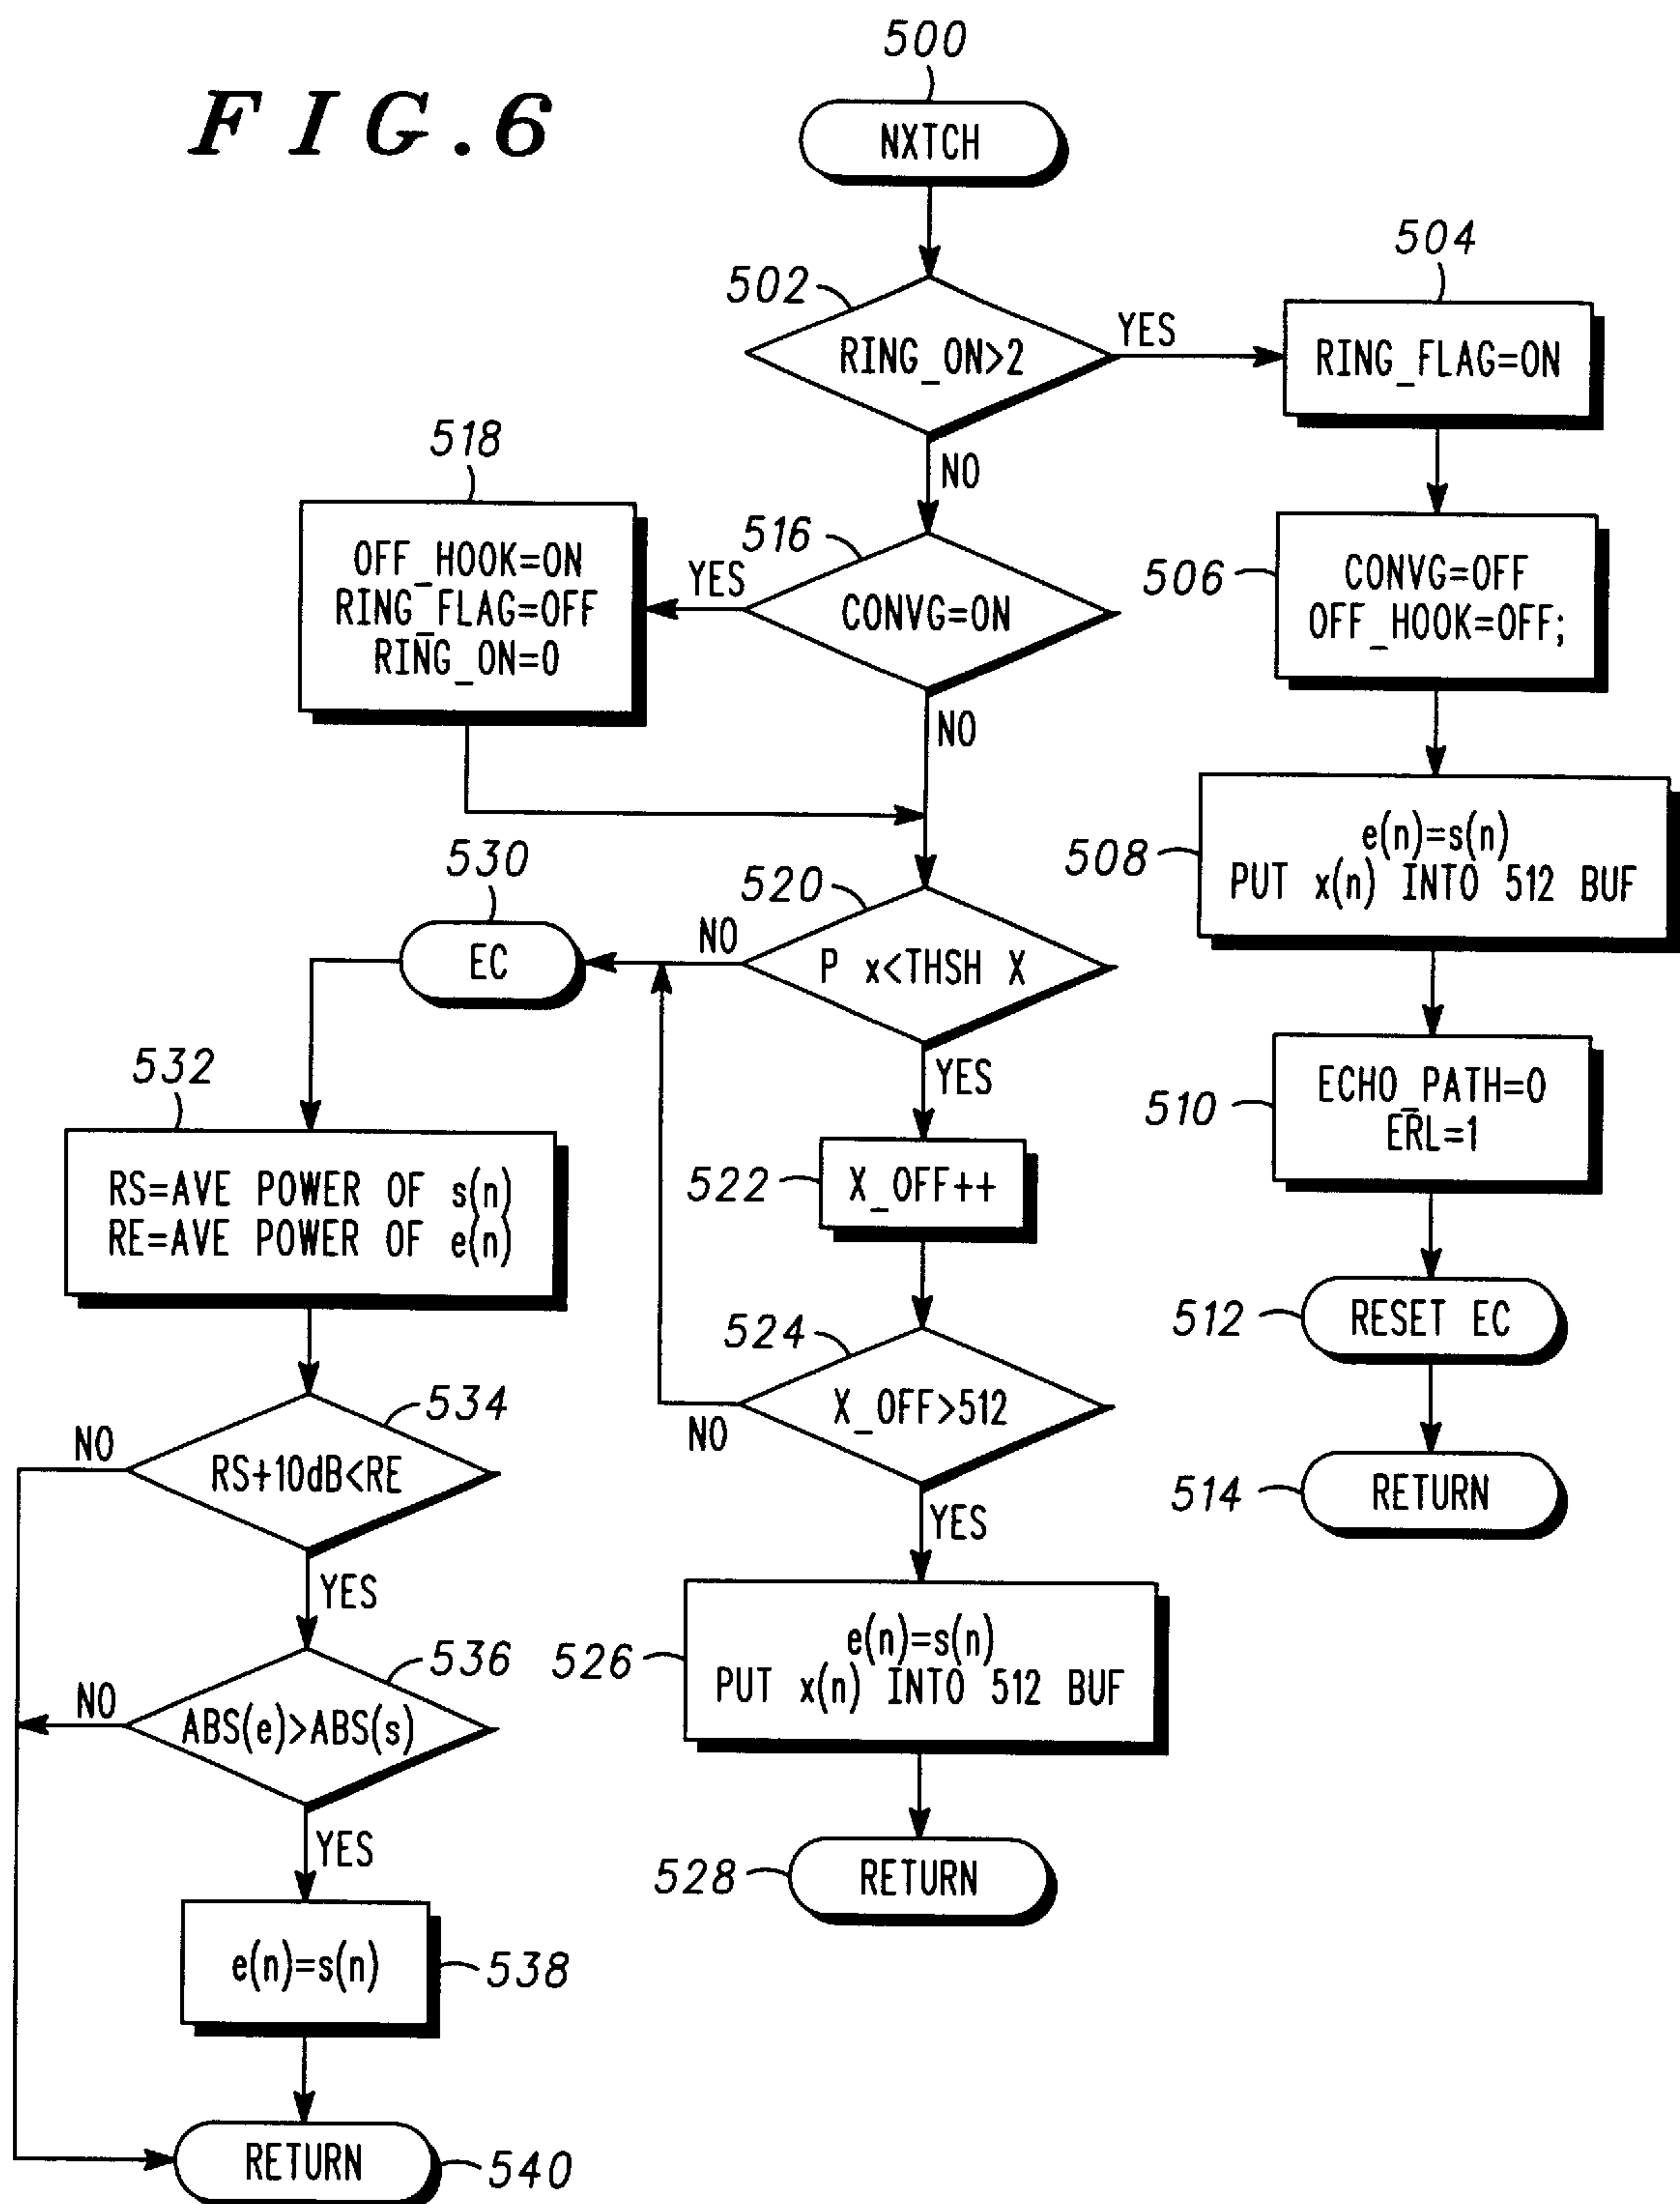 FIG.6
500
NXTCH
502
RING_ON>2
YES
504
RING_FLAG=ON
NO
518
OFF_HOOK=ON
RING_FLAG=OFF
RING_ON=0
YES
516
CONVG=ON
506
CONVG=OFF
OFF_HOOK=OFF;
NO
508
e(n)=s(n)
PUT x(n) INTO 512 BUF
530
EC
NO
520
P x<THSH X
YES
510
ECHO_PATH=0
ERL=1
532
RS=AVE POWER OF s(n)
RE=AVE POWER OF e(n)
522
X_OFF++
512
RESET EC
524
X_OFF>512
NO
YES
514
RETURN
534
NO
RS+10dB<RE
YES
526
e(n)=s(n)
PUT x(n) INTO 512 BUF
536
NO
ABS(e)>ABS(s)
YES
528
RETURN
e(n)=s(n)
538
RETURN
540